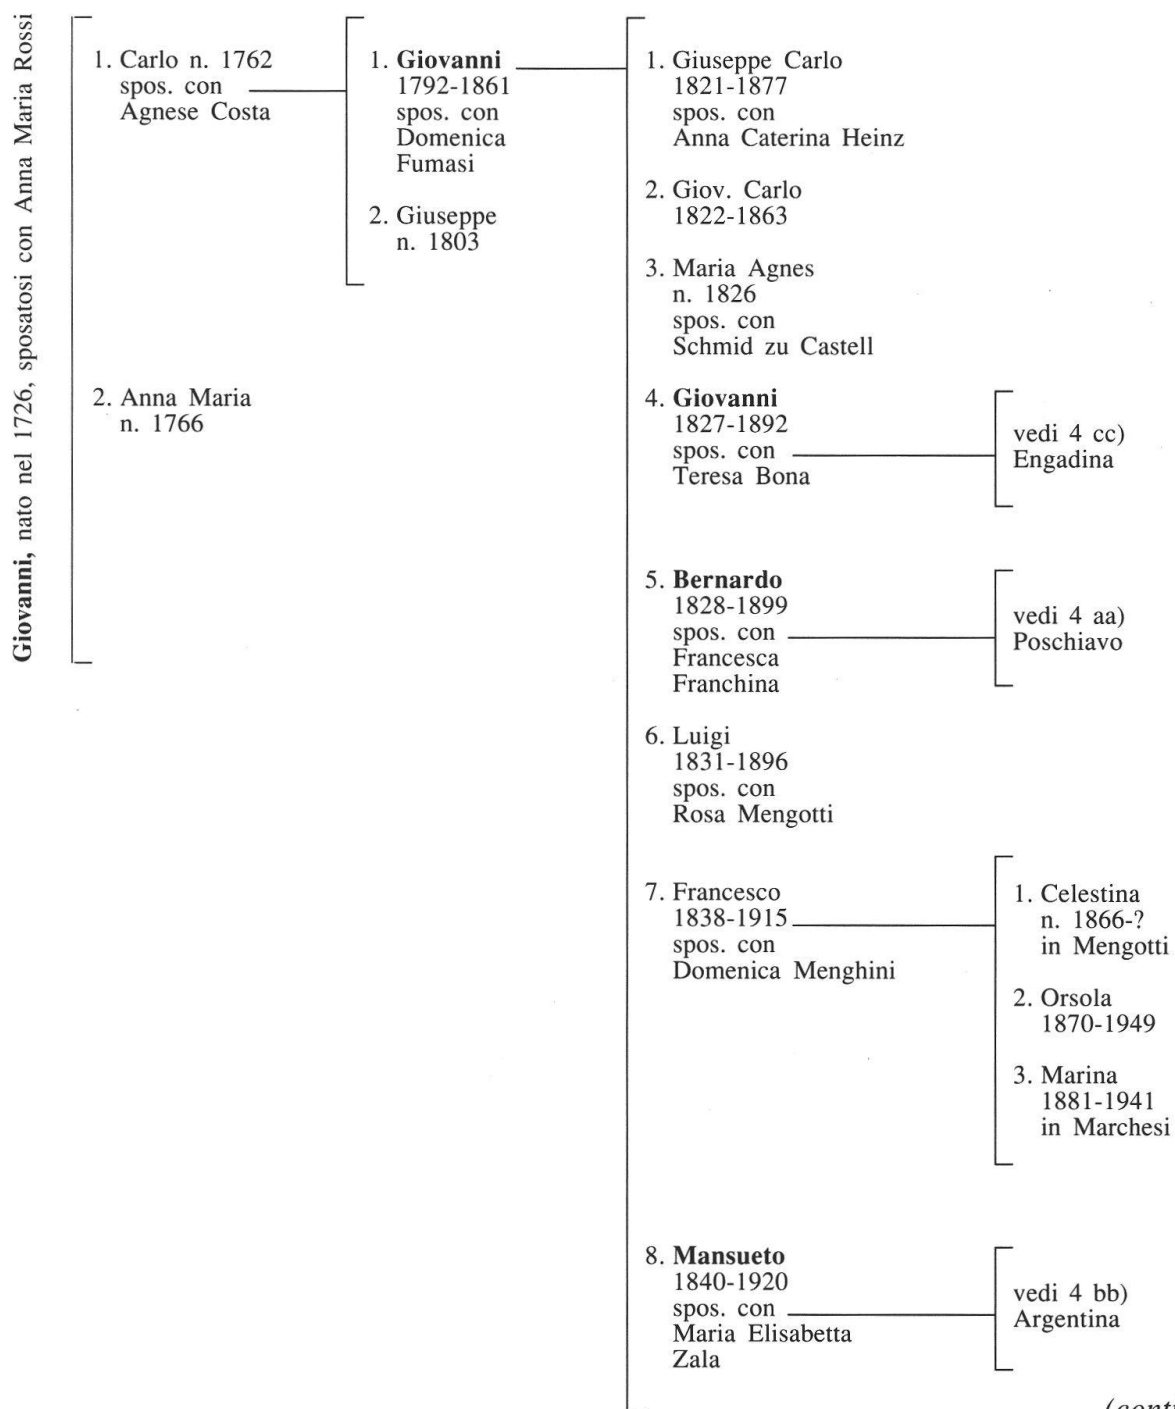 Giovanni, nato nel 1726, sposatosi con Anna Maria Rossi
1. Carlo n. 1762
spos. con
Agnese Costa
2. Anna Maria
n. 1766
1. Giovanni
1792-1861
spos. con
Domenica
Fumasi
2. Giuseppe
n. 1803
1. Giuseppe Carlo
1821-1877
spos. con
Anna Caterina Heinz
2. Giov. Carlo
1822-1863
3. Maria Agnes
n. 1826
spos. con
Schmid zu Castell
4. Giovanni
1827-1892
spos. con
Teresa Bona
vedi 4 cc)
Engadina
5. Bernardo
1828-1899
spos. con
Francesca
Franchina
vedi 4 aa)
Poschiavo
6. Luigi
1831-1896
spos. con
Rosa Mengotti
7. Francesco
1838-1915
spos. con
Domenica Menghini
1. Celestina
n. 1866-?
in Mengotti
2. Orsola
1870-1949
3. Marina
1881-1941
in Marchesi
8. Mansueto
1840-1920
spos. con
Maria Elisabetta
Zala
vedi 4 bb)
Argentina